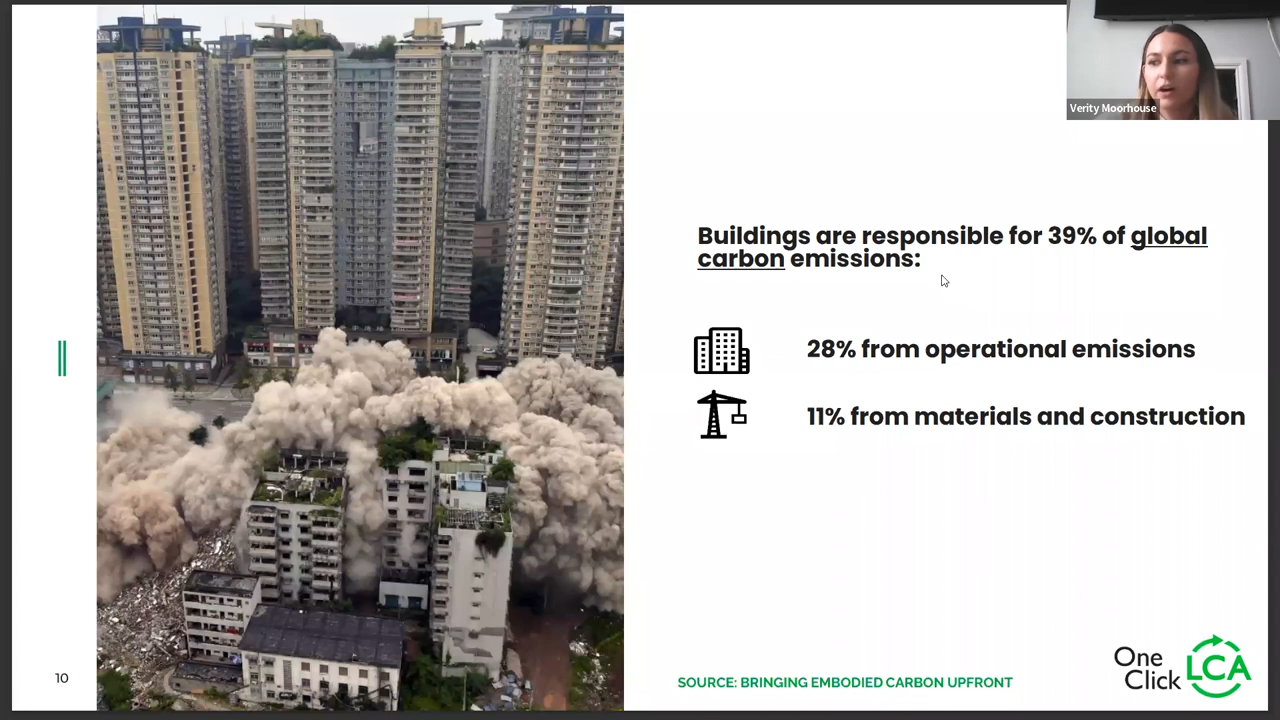 Verity Moorhouse
Buildings are responsible for 39% of global
carbon emissions:
28% from operational emissions
11% from materials and construction
10
SOURCE: BRINGING EMBODIED CARBON UPFRONT
One
Click LCA